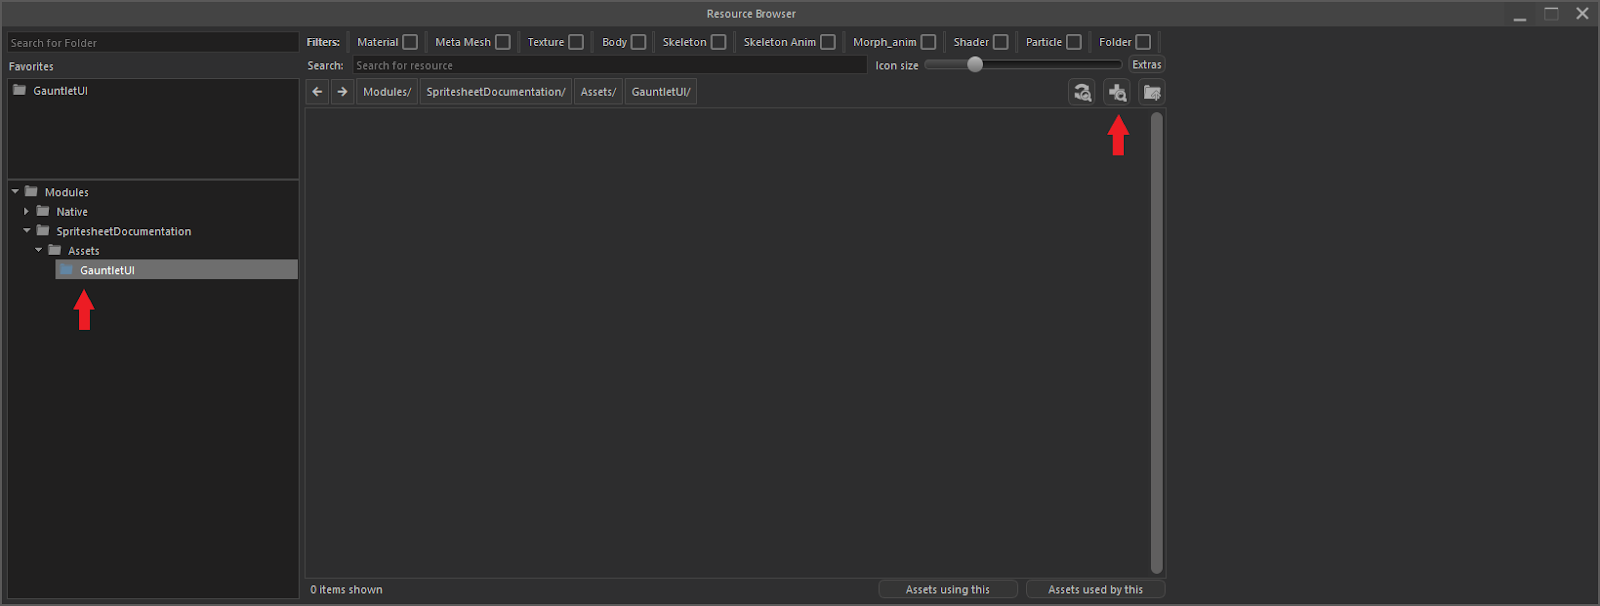 Resource Browser
Search for Folder
Filters: Material Meta Mesh Texture Body Skeleton Skeleton Anim Morph_anim Shader Particle Folder
Favorites
Search: Search for resource Icon size Extras
GauntletUI
Modules/ SpritesheetDocumentation/ Assets/ GauntletUI/
Modules
Native
SpritesheetDocumentation
Assets
GauntletUI
0 items shown
Assets using this
Assets used by this